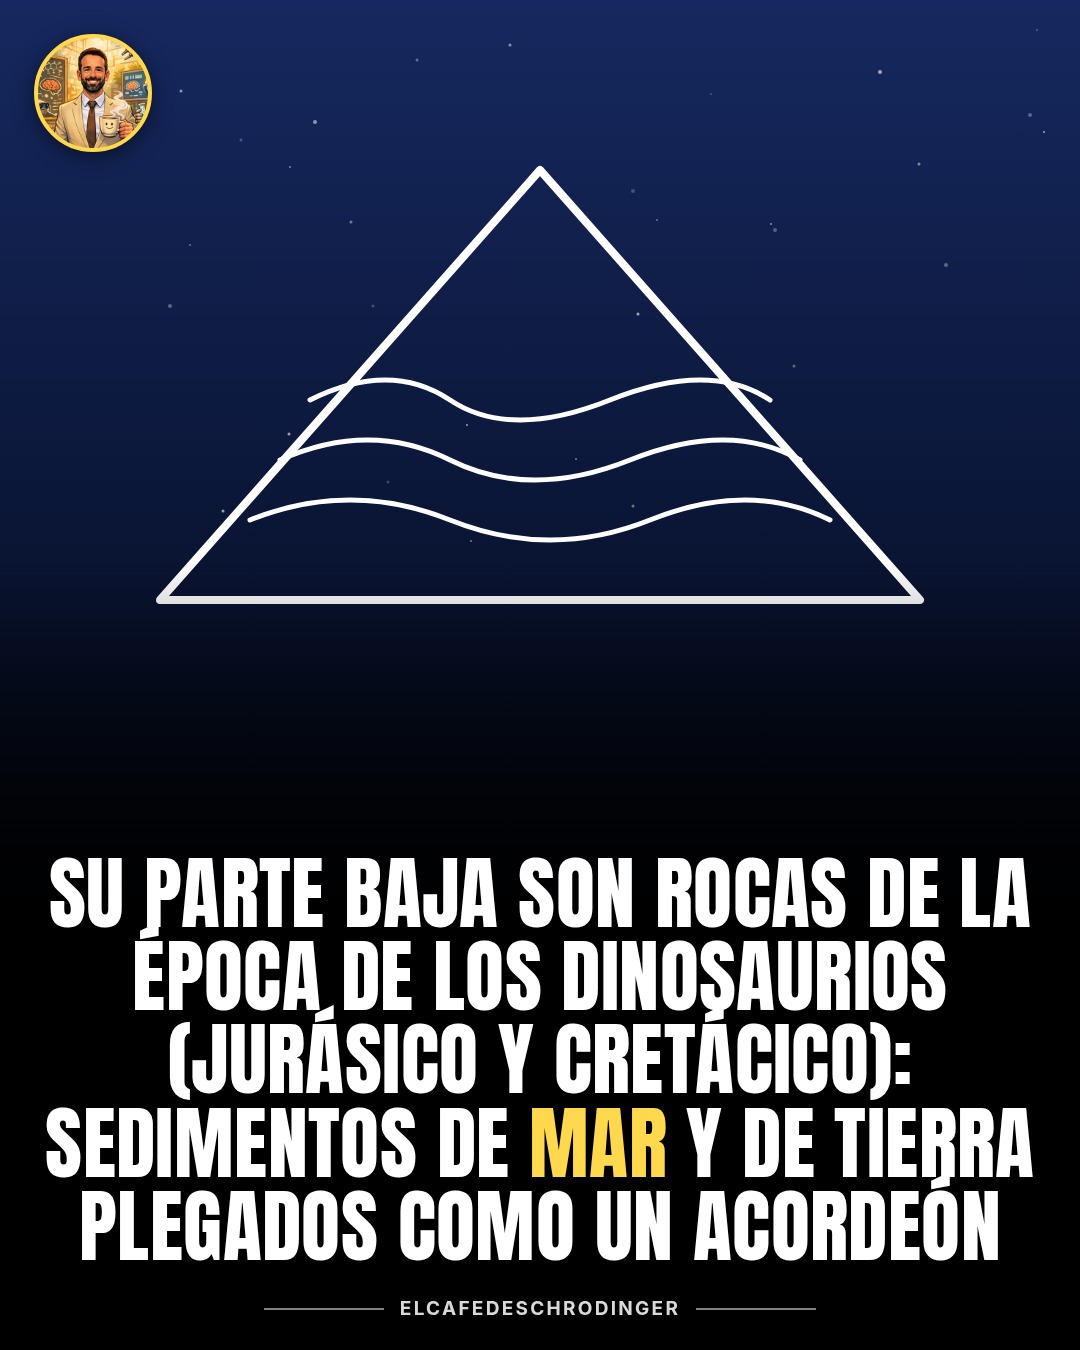 SU PARTE BAJA SON ROCAS DE LA
ÉPOCA DE LOS DINOSAURIOS
(JURÁSICO Y CRETÁCICO):
SEDIMENTOS DE MAR Y DE TIERRA
PLEGADOS COMO UN ACORDEÓN
ELCAFEDESCHRODINGER